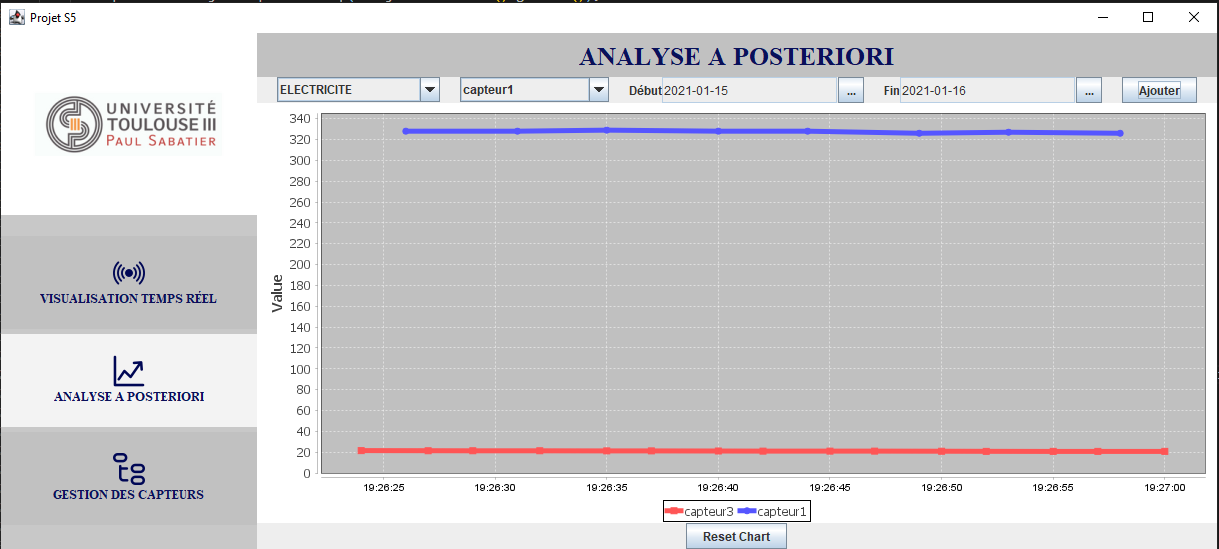 Projet S5
UNIVERSITÉ
TOULOUSE III
PAUL SABATIER
VISUALISATION TEMPS RÉEL
ANALYSE A POSTERIORI
GESTION DES CAPTEURS
ANALYSE A POSTERIORI
ELECTRICITE capteur1 Début 2021-01-15 ... Fin 2021-01-16 ... Ajouter
Value
340
320
300
280
260
240
220
200
180
160
140
120
100
80
60
40
20
0
19:26:25 19:26:30 19:26:35 19:26:40 19:26:45 19:26:50 19:26:55 19:27:00
capteur3 capteur1
Reset Chart